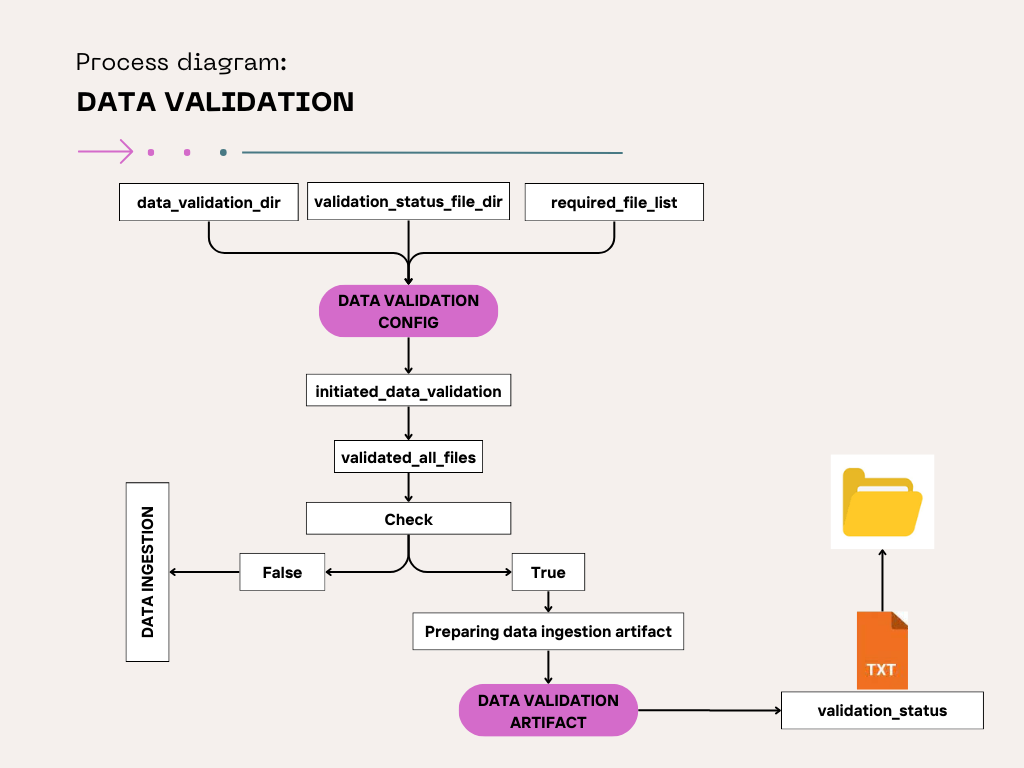 Process diagram:
DATA VALIDATION
data_validation_dir
validation_status_file_dir
required_file_list
DATA VALIDATION
CONFIG
initiated_data_validation
validated_all_files
Check
DATA INGESTION
False
True
Preparing data ingestion artifact
DATA VALIDATION
ARTIFACT
TXT
validation_status